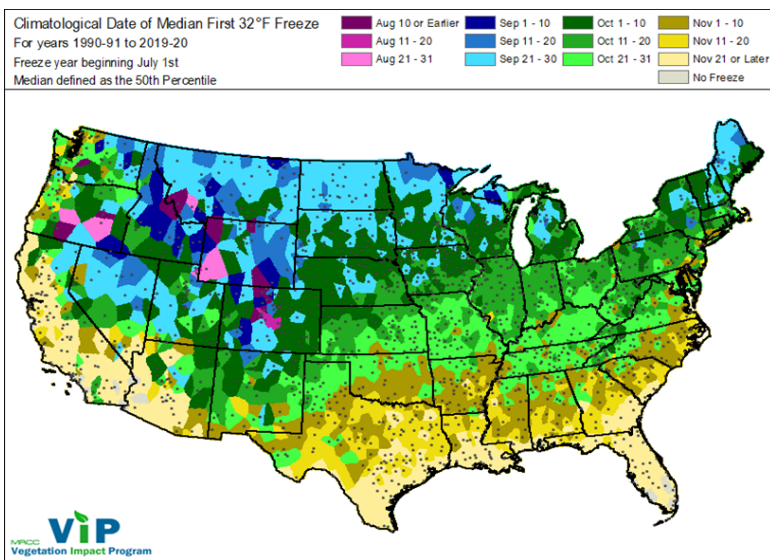 Climatological Date of Median First 32°F Freeze
For years 1990-91 to 2019-20
Freeze year beginning July 1st
Median defined as the 50th Percentile
Aug 10 or Earlier
Aug 11 - 20
Aug 21 - 31
Sep 1 - 10
Sep 11 - 20
Sep 21 - 30
Oct 1 - 10
Oct 11 - 20
Oct 21 - 31
Nov 1 - 10
Nov 11 - 20
Nov 21 or Later
No Freeze
MRCC
ViP
Vegetation Impact Program